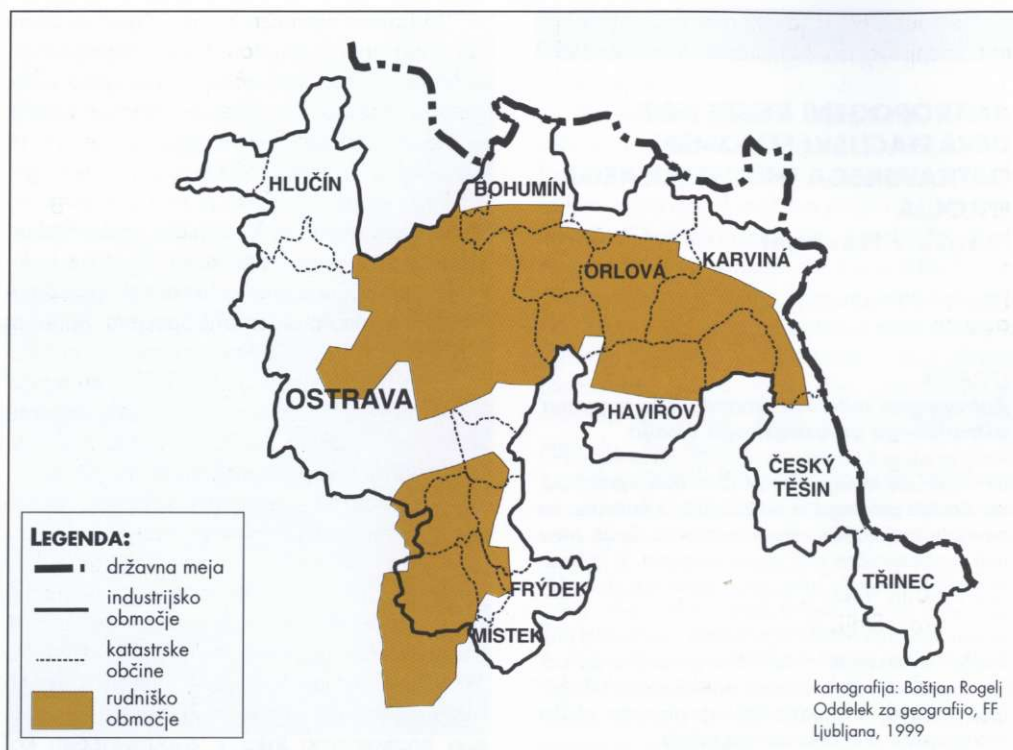 HLUČÍN
BOHUMÍN
ORLOVÁ
KARVINÁ
OSTRAVA
HAVIŘOV
ČESKÝ
TĚŠIN
TŘINEC
FRÝDEK
MÍSTEK
LEGENDA:
državna meja
industrijsko
območje
katastrske
občine
rudniško
območje
kartografija: Boštjan Rogelj
Oddelek za geografijo, FF
Ljubljana, 1999